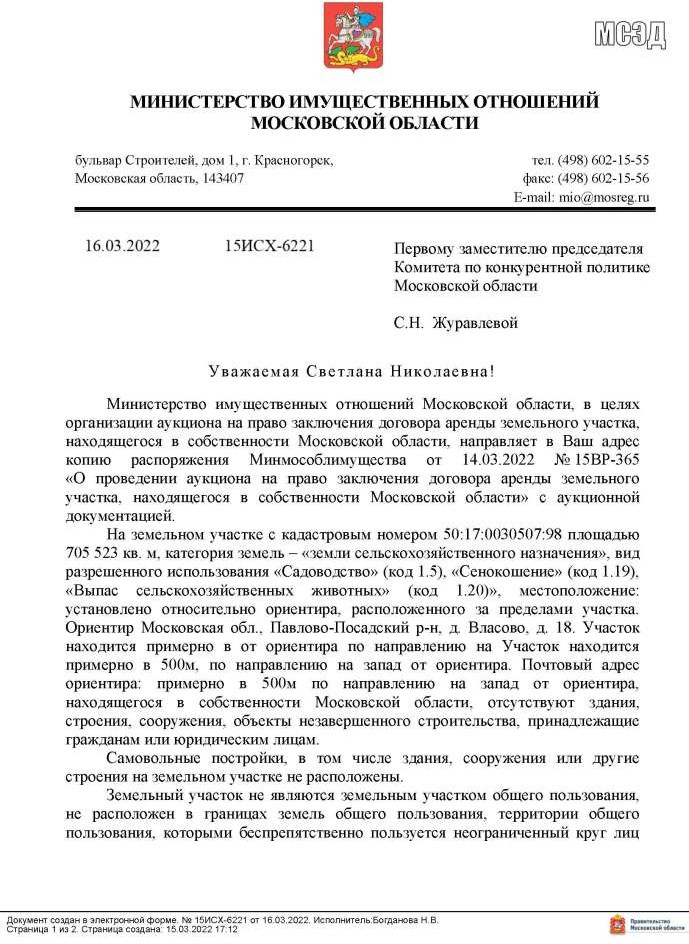 МСЭД
МИНИСТЕРСТВО ИМУЩЕСТВЕННЫХ ОТНОШЕНИЙ
МОСКОВСКОЙ ОБЛАСТИ
бульвар Строителей, дом 1, г. Красногорск,
Московская область, 143407
тел. (498) 602-15-55
факс: (498) 602-15-56
E-mail: mio@mosreg.ru
16.03.2022 15ИСХ-6221
Первому заместителю председателя
Комитета по конкурентной политике
Московской области
С.Н. Журавлевой
Уважаемая Светлана Николаевна!
Министерство имущественных отношений Московской области, в целях
организации аукциона на право заключения договора аренды земельного участка,
находящегося в собственности Московской области, направляет в Ваш адрес
копию распоряжения Минмособлимущества от 14.03.2022 № 15ВР-365
«О проведении аукциона на право заключения договора аренды земельного
участка, находящегося в собственности Московской области» с аукционной
документацией.
На земельном участке с кадастровым номером 50:17:0030507:98 площадью
705 523 кв. м, категория земель – «земли сельскохозяйственного назначения», вид
разрешенного использования «Садоводство» (код 1.5), «Сенокошение» (код 1.19),
«Выпас сельскохозяйственных животных» (код 1.20)», местоположение:
установлено относительно ориентира, расположенного за пределами участка.
Ориентир Московская обл., Павлово-Посадский р-н, д. Власово, д. 18. Участок
находится примерно в от ориентира по направлению на Участок находится
примерно в 500м, по направлению на запад от ориентира. Почтовый адрес
ориентира: примерно в 500м по направлению на запад от ориентира,
находящегося в собственности Московской области, отсутствуют здания,
строения, сооружения, объекты незавершенного строительства, принадлежащие
гражданам или юридическим лицам.
Самовольные постройки, в том числе здания, сооружения или другие
строения на земельном участке не расположены.
Земельный участок не являются земельным участком общего пользования,
не расположен в границах земель общего пользования, территории общего
пользования, которыми беспрепятственно пользуется неограниченный круг лиц
Документ создан в электронной форме. № 15ИСХ-6221 от 16.03.2022. Исполнитель:Богданова Н.В.
Страница 1 из 2. Страница создана: 15.03.2022 17:12
Правительство
Московской области